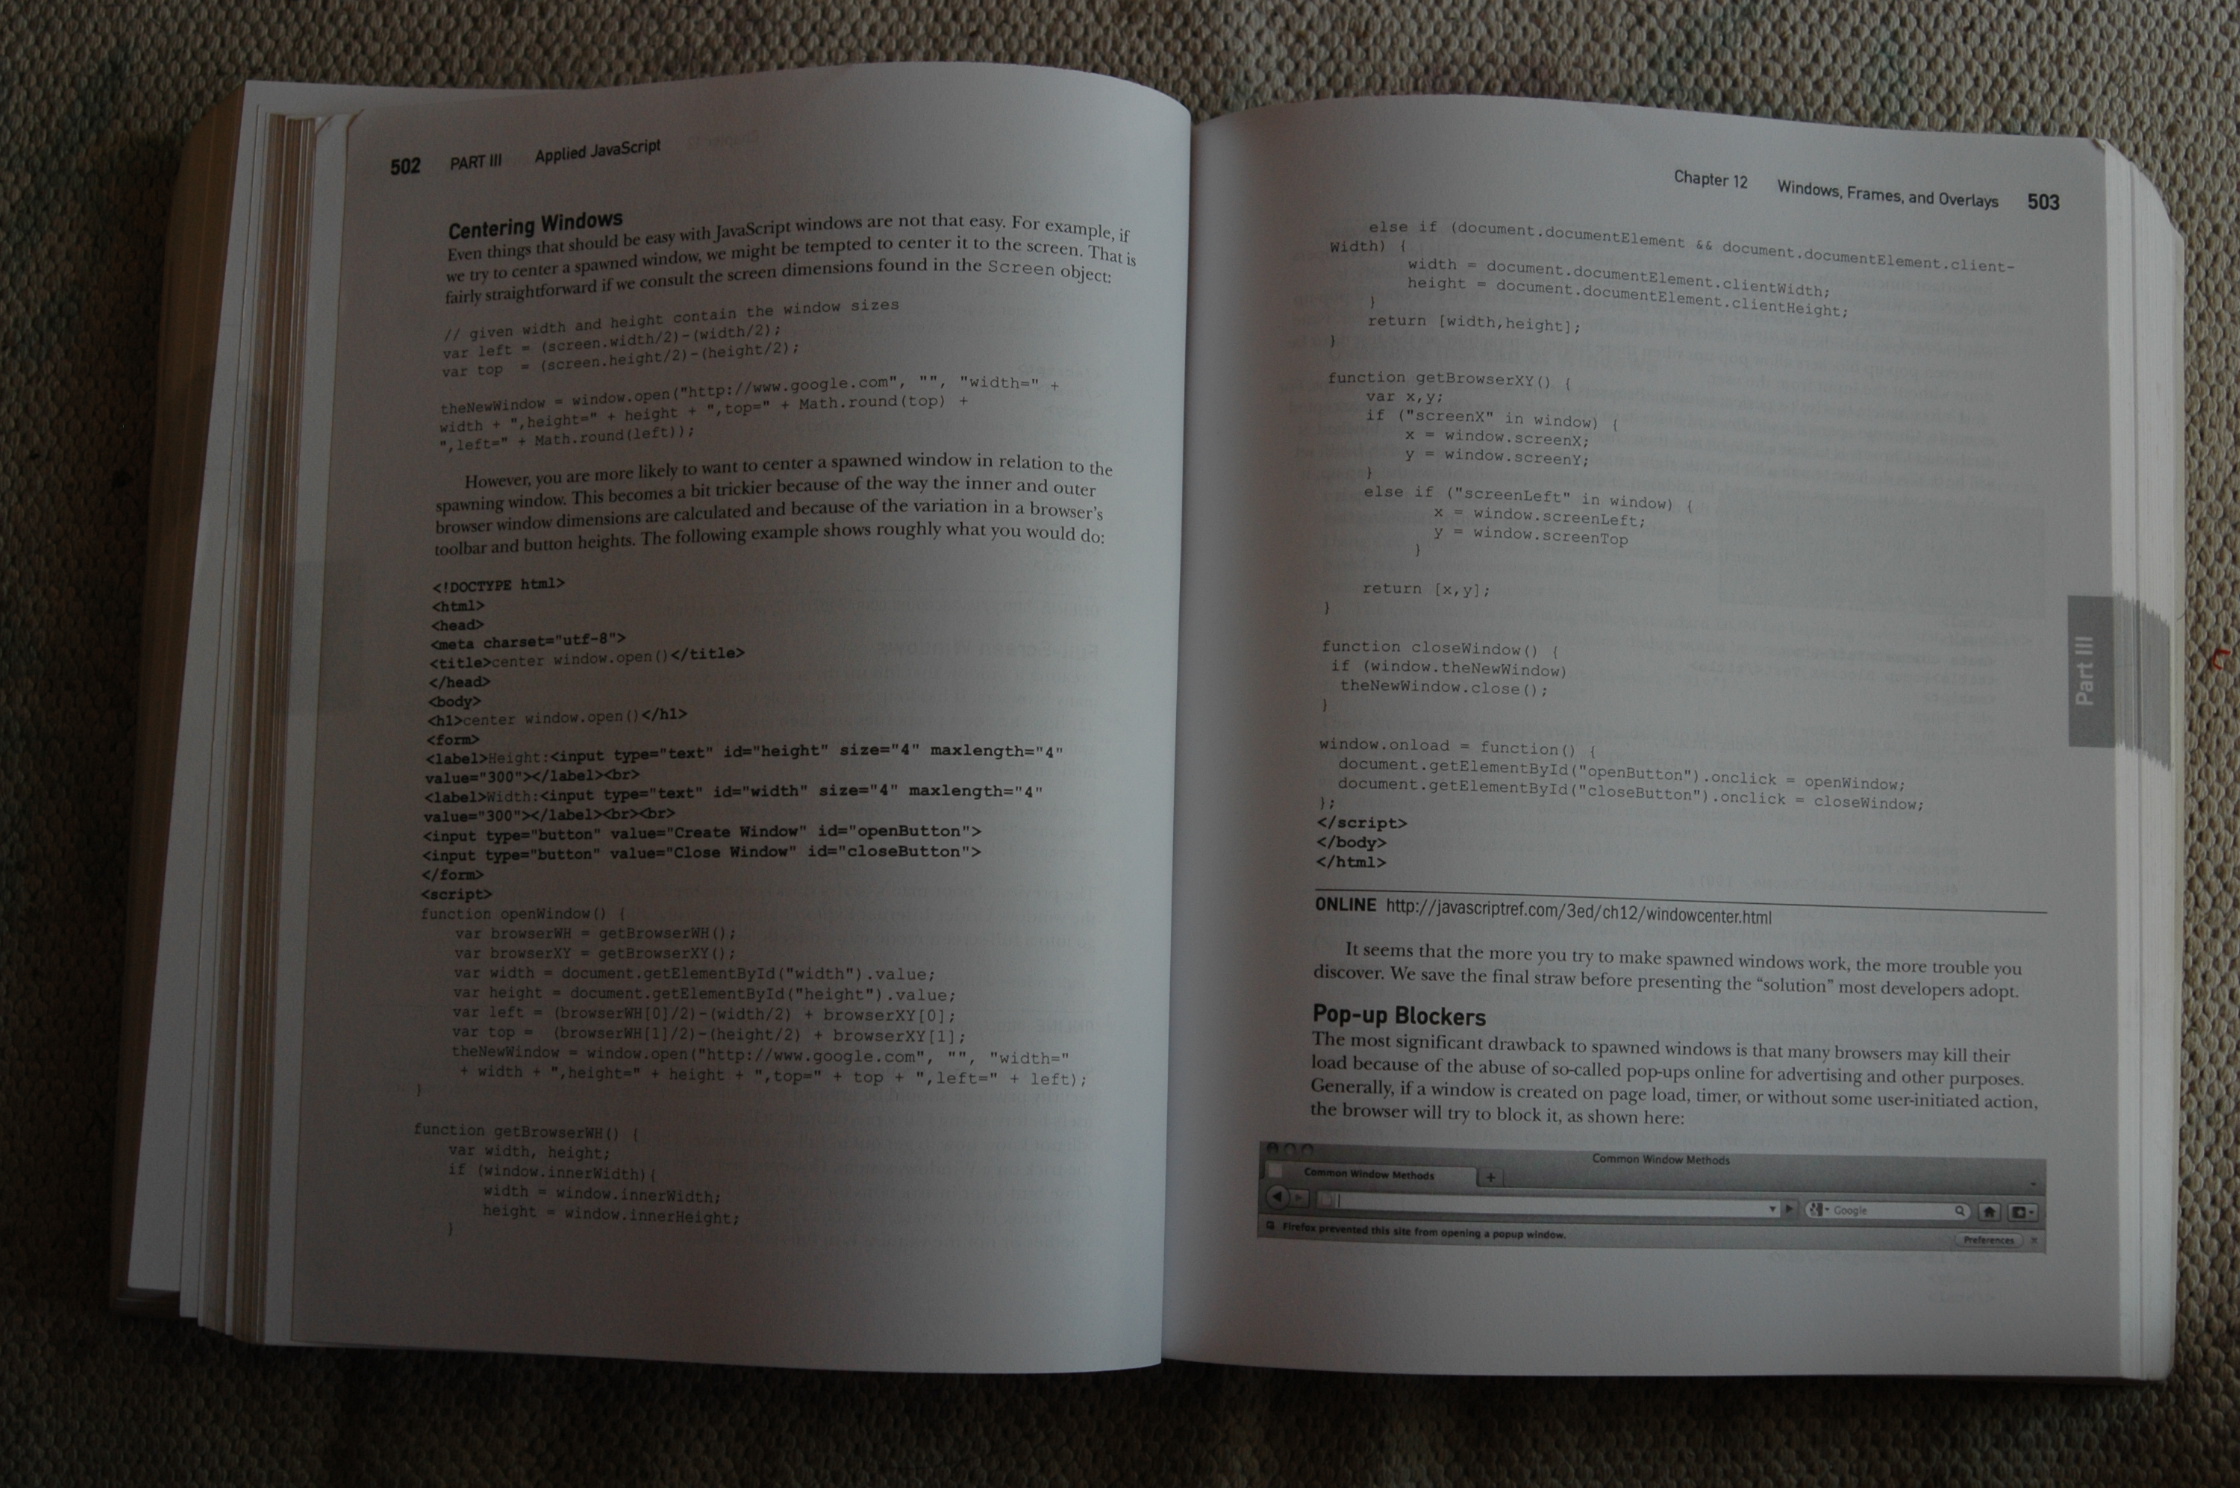 502 PART III Applied JavaScript
Centering Windows
Even things that should be easy with JavaScript windows are not that easy. For example, if
we try to center a spawned window, we might be tempted to center it to the screen. That is
fairly straightforward if we consult the screen dimensions found in the Screen object:
// given width and height contain the window sizes
var left = (screen.width/2)-(width/2);
var top = (screen.height/2)-(height/2);
theNewWindow = window.open("http://www.google.com", "", "width=" +
width + ",height=" + height + ",top=" + Math.round(top) +
",left=" + Math.round(left));
However, you are more likely to want to center a spawned window in relation to the
spawning window. This becomes a bit trickier because of the way the inner and outer
browser window dimensions are calculated and because of the variation in a browser's
toolbar and button heights. The following example shows roughly what you would do:
<!DOCTYPE html>
<html>
<head>
<meta charset="utf-8">
<title>center window.open()</title>
</head>
<body>
<h1>center window.open()</h1>
<form>
<label>Height:<input type="text" id="height" size="4" maxlength="4"
value="300"></label><br>
<label>Width:<input type="text" id="width" size="4" maxlength="4"
value="300"></label><br><br>
<input type="button" value="Create Window" id="openButton">
<input type="button" value="Close Window" id="closeButton">
</form>
<script>
function openWindow() {
var browserWH = getBrowserWH();
var browserXY = getBrowserXY();
var width = document.getElementById("width").value;
var height = document.getElementById("height").value;
var left = (browserWH[0]/2)-(width/2) + browserXY[0];
var top = (browserWH[1]/2)-(height/2) + browserXY[1];
theNewWindow = window.open("http://www.google.com", "", "width="
+ width + ",height=" + height + ",top=" + top + ",left=" + left);
}
function getBrowserWH() {
var width, height;
if (window.innerWidth){
width = window.innerWidth;
height = window.innerHeight;
}
Chapter 12 Windows, Frames, and Overlays 503
else if (document.documentElement && document.documentElement.client-
Width) {
width = document.documentElement.clientWidth;
height = document.documentElement.clientHeight;
}
return [width,height];
}
function getBrowserXY() {
var x,y;
if ("screenX" in window) {
x = window.screenX;
y = window.screenY;
}
else if ("screenLeft" in window) {
x = window.screenLeft;
y = window.screenTop
}
return [x,y];
}
function closeWindow() {
if (window.theNewWindow)
theNewWindow.close();
}
window.onload = function() {
document.getElementById("openButton").onclick = openWindow;
document.getElementById("closeButton").onclick = closeWindow;
};
</script>
</body>
</html>
ONLINE http://javascriptref.com/3ed/ch12/windowcenter.html
It seems that the more you try to make spawned windows work, the more trouble you
discover. We save the final straw before presenting the “solution” most developers adopt.
Pop-up Blockers
The most significant drawback to spawned windows is that many browsers may kill their
load because of the abuse of so-called pop-ups online for advertising and other purposes.
Generally, if a window is created on page load, timer, or without some user-initiated action,
the browser will try to block it, as shown here:
Common Window Methods
Common Window Methods +
Google
Firefox prevented this site from opening a popup window.
Preferences
Part III